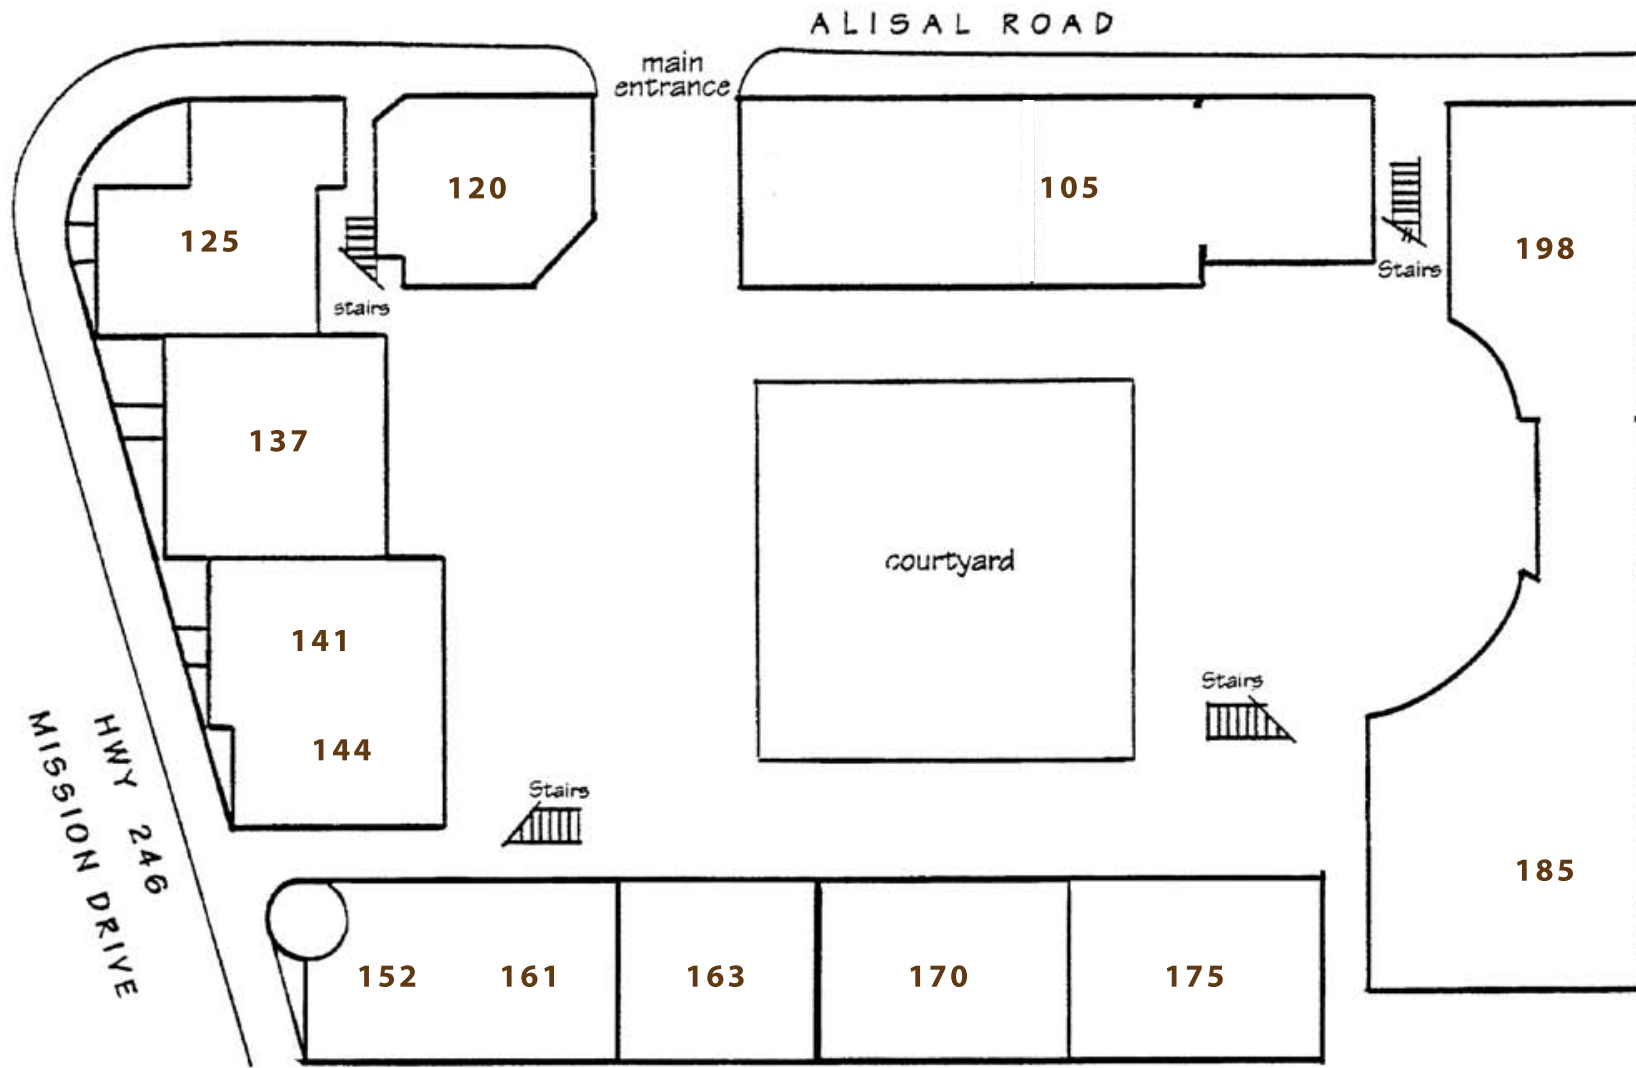 ALISAL ROAD
main
entrance
120
105
125
198
Stairs
stairs
137
courtyard
141
Stairs
144
Stairs
HWY 246
MISSION DRIVE
185
152
161
163
170
175